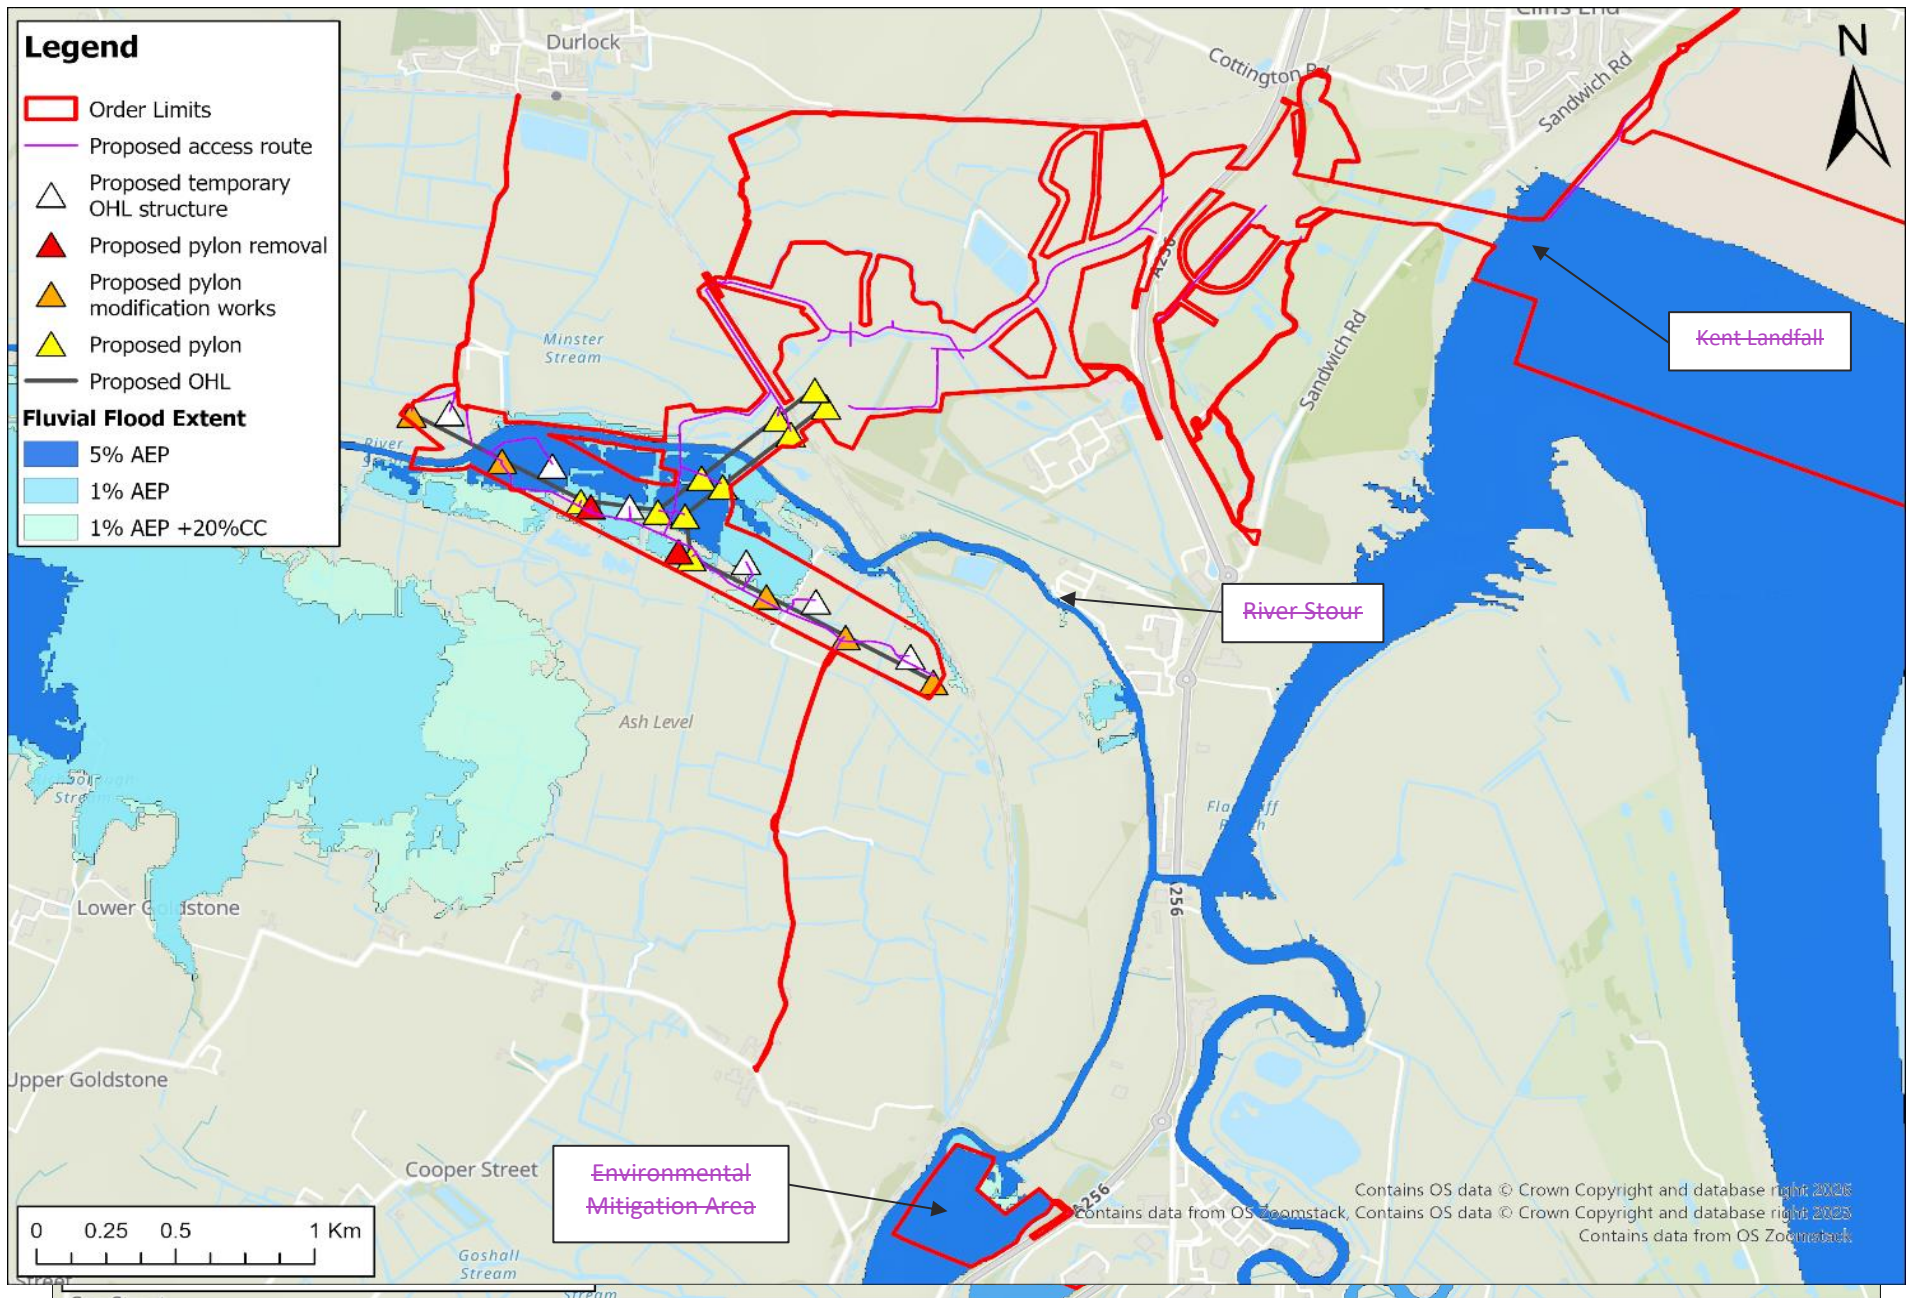 Legend
Order Limits
Proposed access route
Proposed temporary
OHL structure
Proposed pylon removal
Proposed pylon
modification works
Proposed pylon
Proposed OHL
Fluvial Flood Extent
5% AEP
1% AEP
1% AEP +20%CC
Durlock
Cottington Rd
Sandwich Rd
N
Minster
Stream
A256
Sandwich Rd
Kent Landfall
River
River Stour
Ash Level
Stream
Lower Goldstone
256
Upper Goldstone
Cooper Street
Environmental
Mitigation Area
A256
Goshall
Stream
0 0.25 0.5 1 Km
Contains OS data © Crown Copyright and database right
Contains data from OS Zoomstack, Contains OS data © Crown Copyright and database right
Contains data from OS Zoomstack
Street
Stream